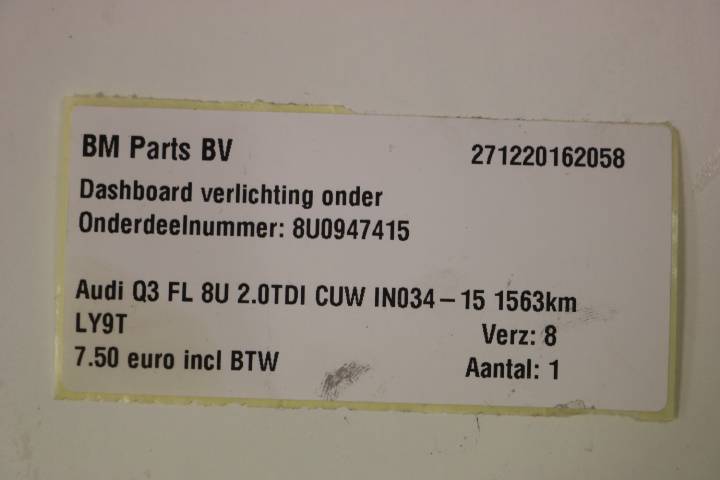 BM Parts BV 271220162058
Dashboard verlichting onder
Onderdeelnummer: 8U0947415
Audi Q3 FL 8U 2.0TDI CUW IN034-15 1563km
LY9T Verz: 8
7.50 euro incl BTW Aantal: 1